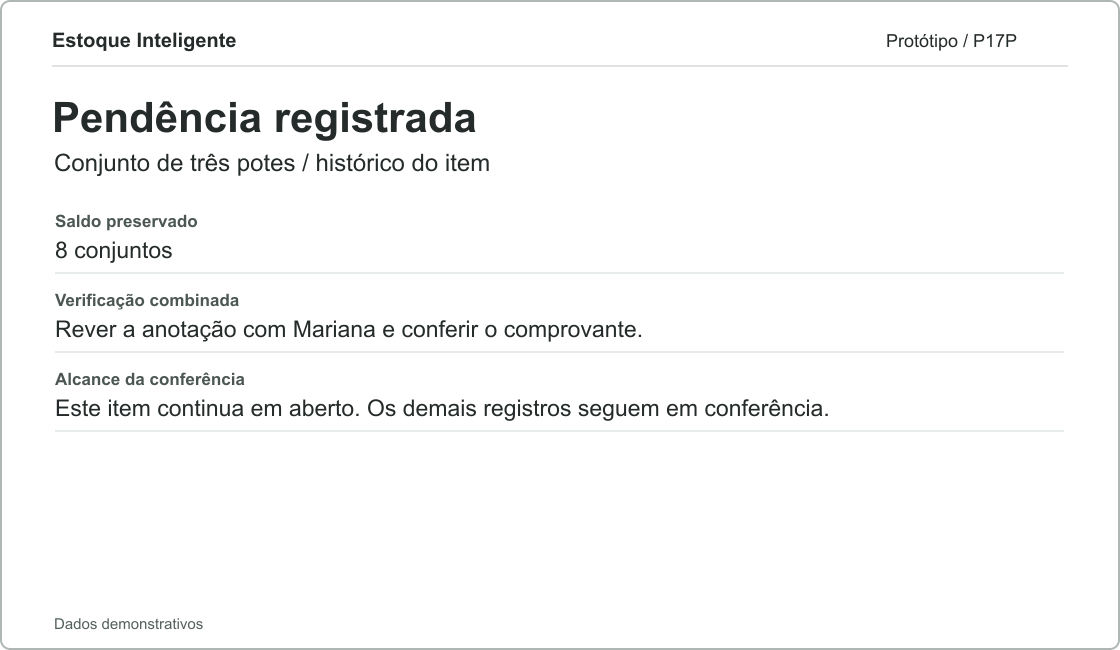 Estoque Inteligente
Protótipo / P17P
Pendência registrada
Conjunto de três potes / histórico do item
Saldo preservado
8 conjuntos
Verificação combinada
Rever a anotação com Mariana e conferir o comprovante.
Alcance da conferência
Este item continua em aberto. Os demais registros seguem em conferência.
Dados demonstrativos